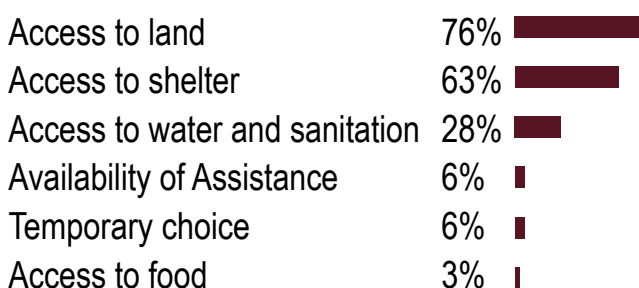 Access to land 76%
Access to shelter 63%
Access to water and sanitation 28%
Availability of Assistance 6%
Temporary choice 6%
Access to food 3%